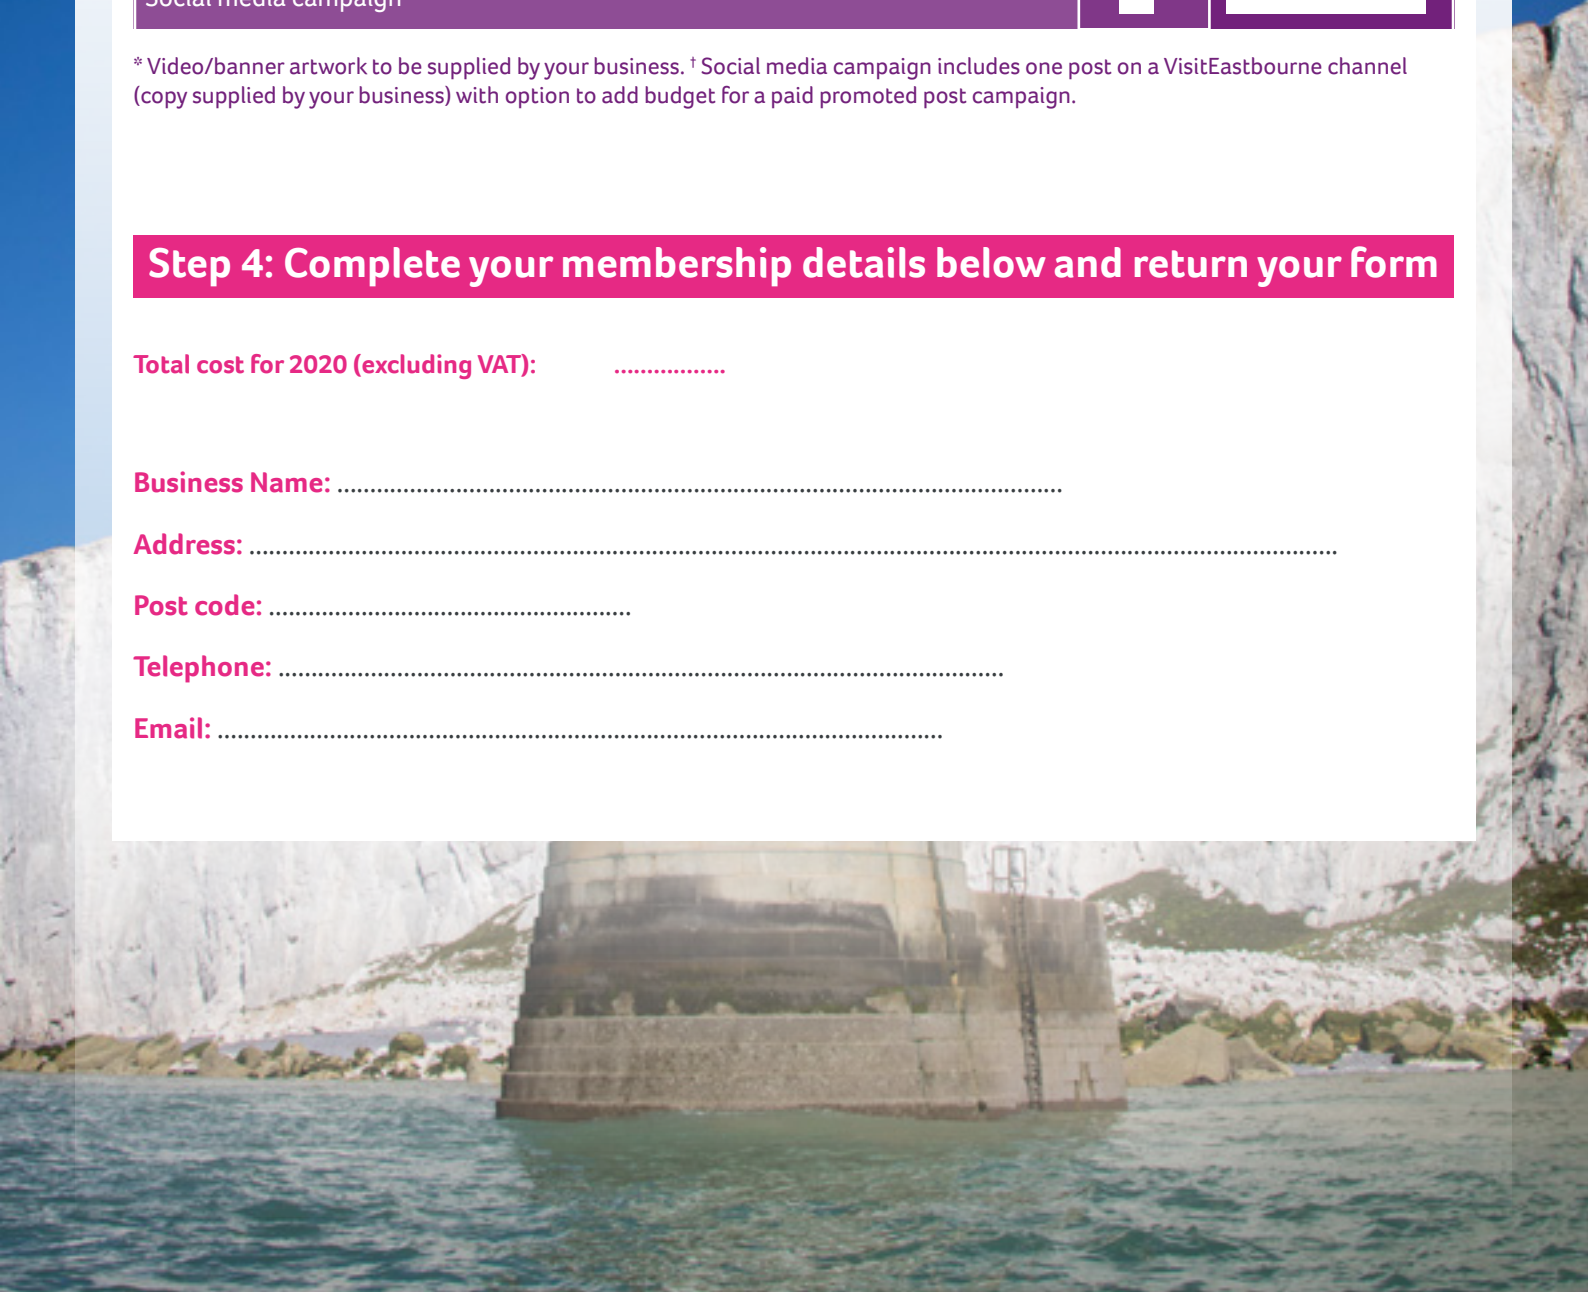 Social media campaign
* Video/banner artwork to be supplied by your business. † Social media campaign includes one post on a VisitEastbourne channel
(copy supplied by your business) with option to add budget for a paid promoted post campaign.
Step 4: Complete your membership details below and return your form
Total cost for 2020 (excluding VAT): .................
Business Name: ..............................................................................................................
Address: .....................................................................................................................................................................
Post code: .......................................................
Telephone: ..............................................................................................................
Email: ..............................................................................................................